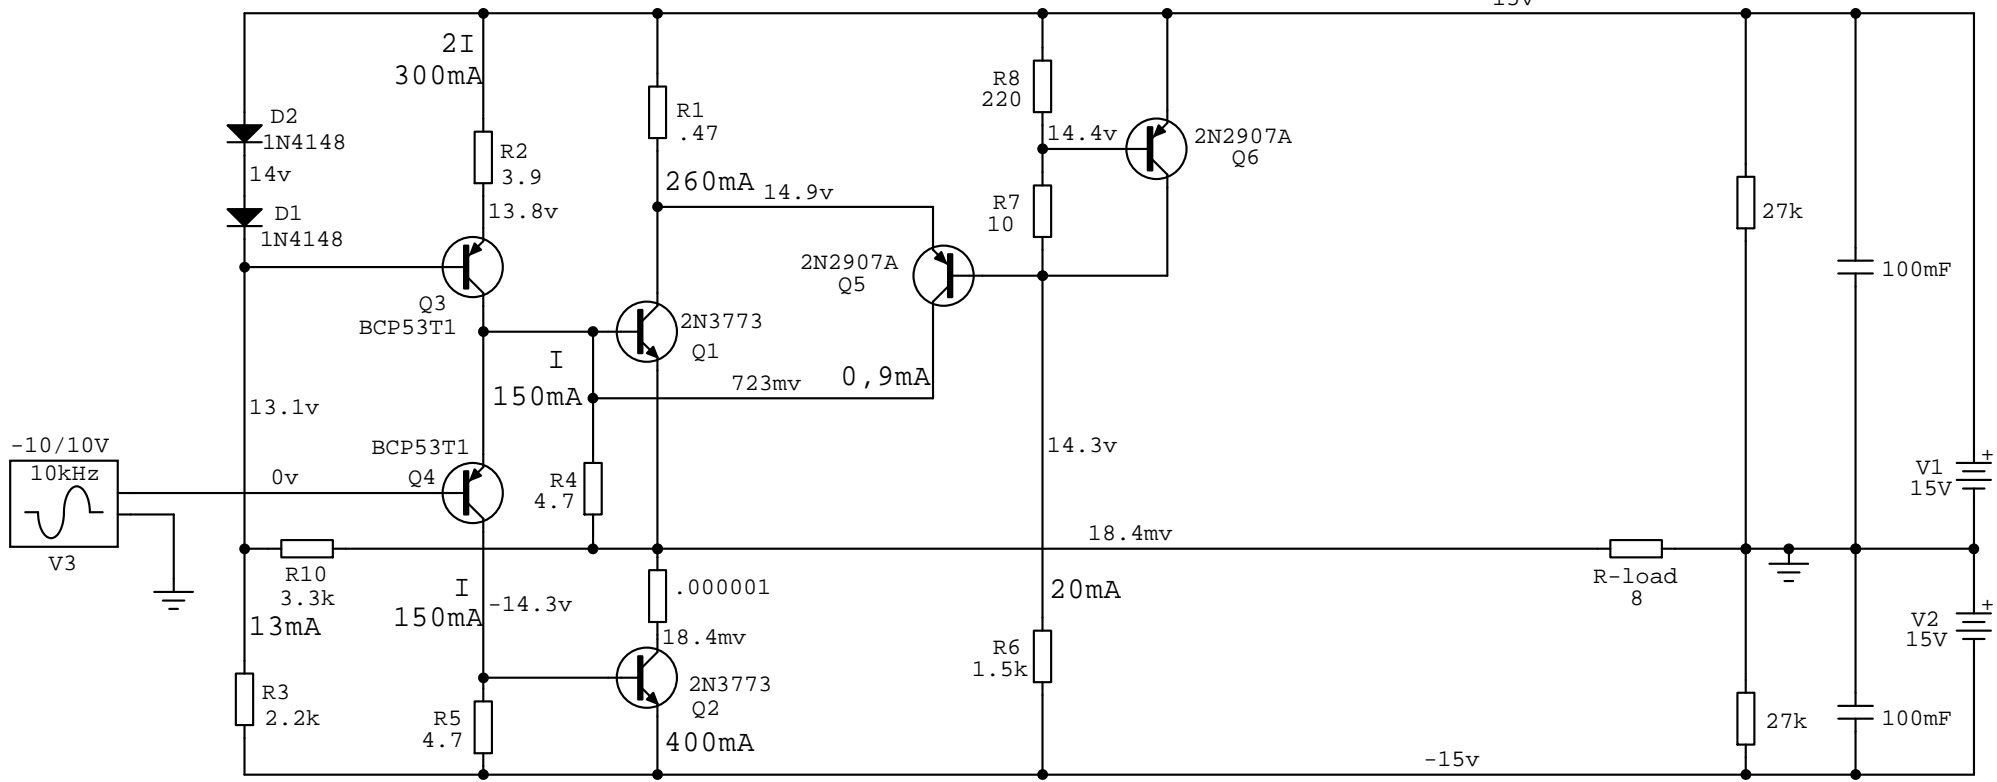 2I
300mA
D2
1N4148
14v
D1
1N4148
R2
3.9
13.8v
Q3
BCP53T1
R1
.47
260mA
14.9v
2N3773
Q1
I
150mA
723mv
0,9mA
2N2907A
Q5
R8
220
14.4v
2N2907A
Q6
R7
10
14.3v
27k
100mF
13.1v
-10/10V
10kHz
V3
0v
BCP53T1
Q4
R4
4.7
V1
15V
+
18.4mv
R10
3.3k
13mA
I
150mA
-14.3v
.000001
18.4mv
20mA
R-load
8
V2
15V
+
R3
2.2k
R5
4.7
2N3773
Q2
400mA
R6
1.5k
27k
100mF
-15v